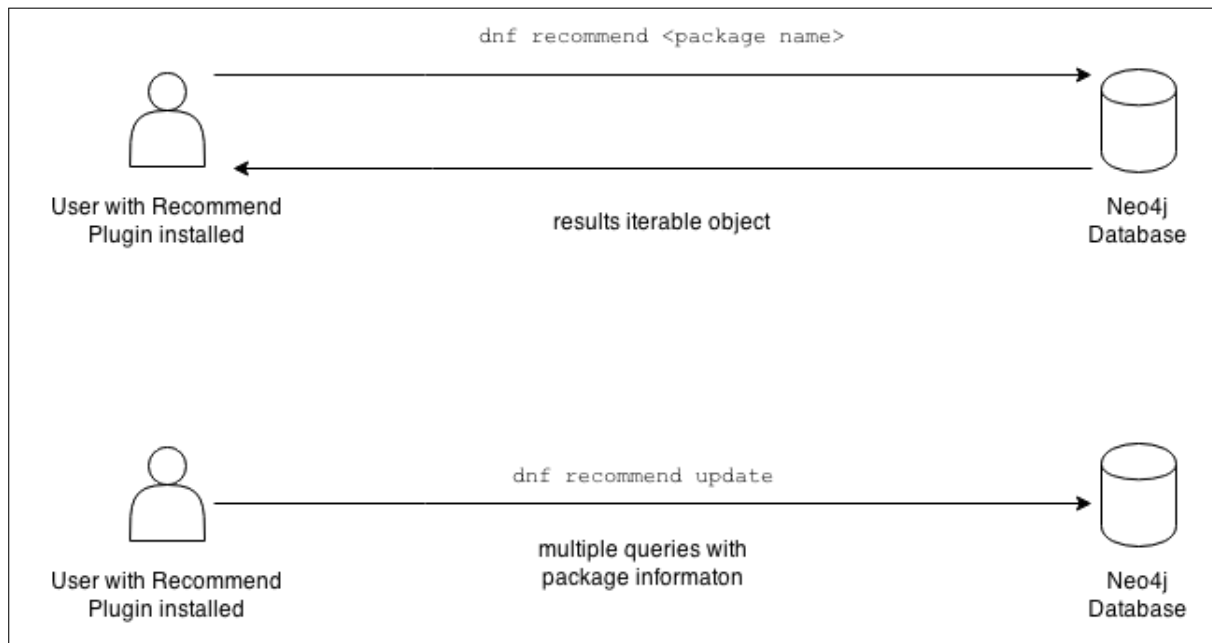 dnf recommend <package name>
User with Recommend
Plugin installed
results iterable object
Neo4j
Database
dnf recommend update
multiple queries with
package informaton
User with Recommend
Plugin installed
Neo4j
Database